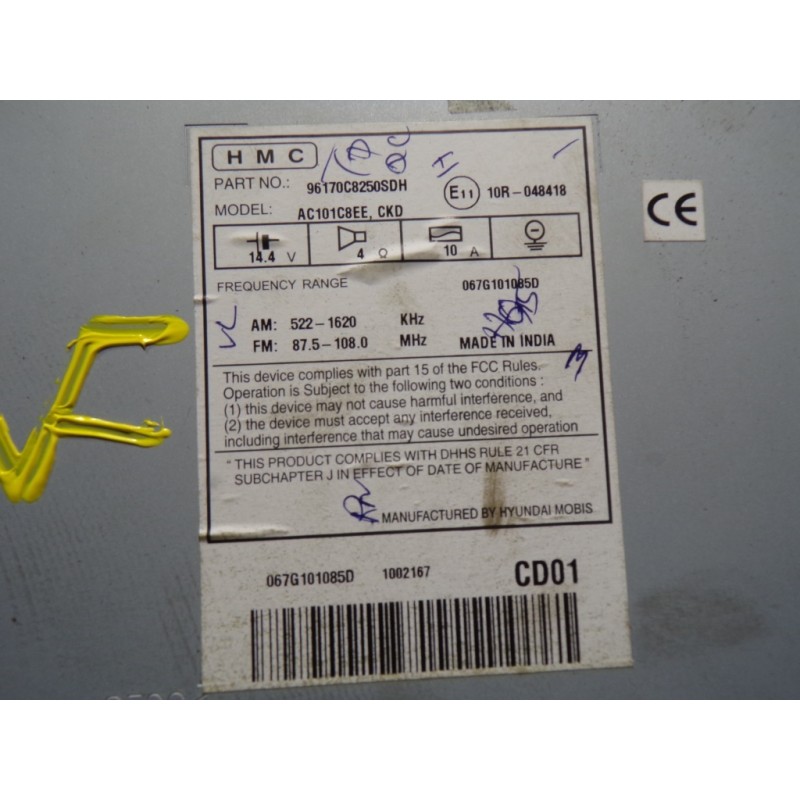 HMC
PART NO.: 96170C8250SDH E11 10R-048418
MODEL: AC101C8EE, CKD
CE
14.4 V 4 Ω 10 A
FREQUENCY RANGE 067G101085D
AM: 522-1620 KHz
FM: 87.5-108.0 MHz MADE IN INDIA
This device complies with part 15 of the FCC Rules.
Operation is Subject to the following two conditions :
(1) this device may not cause harmful interference, and
(2) the device must accept any interference received,
including interference that may cause undesired operation
"THIS PRODUCT COMPLIES WITH DHHS RULE 21 CFR
SUBCHAPTER J IN EFFECT OF DATE OF MANUFACTURE"
MANUFACTURED BY HYUNDAI MOBIS
067G101085D 1002167 CD01